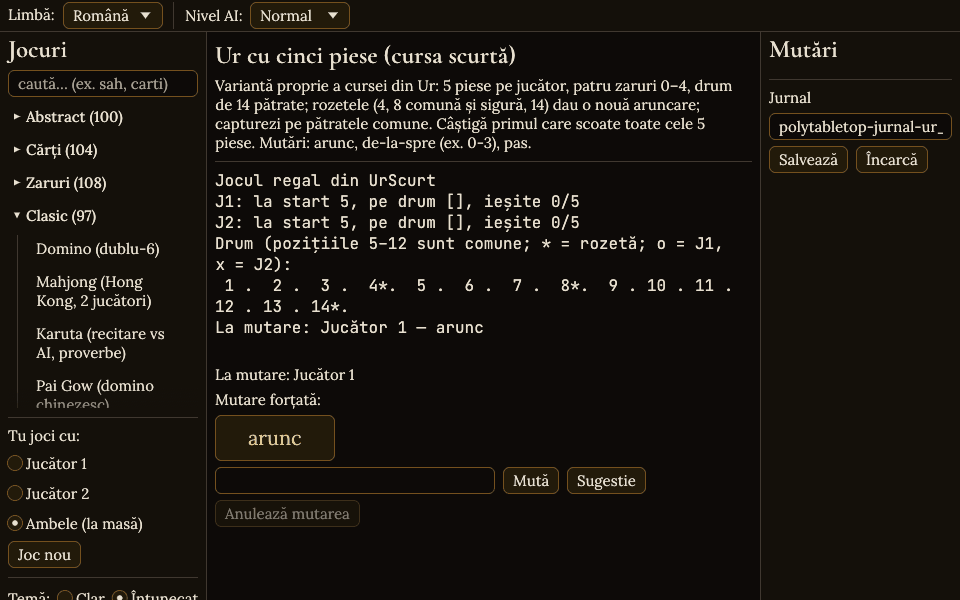 Limbă: Română ▼ Nivel AI: Normal ▼
Jocuri
caută... (ex. sah, carti)
▸ Abstract (100)
▸ Cărți (104)
▸ Zaruri (108)
▾ Clasic (97)
Domino (dublu-6)
Mahjong (Hong
Kong, 2 jucători)
Karuta (recitare vs
AI, proverbe)
Pai Gow (domino
chinezesc)
Tu joci cu:
Jucător 1
Jucător 2
Ambele (la masă)
Joc nou
Temă: Clar Întunecat
Ur cu cinci piese (cursa scurtă)
Variantă proprie a cursei din Ur: 5 piese pe jucător, patru zaruri 0–4, drum
de 14 pătrate; rozetele (4, 8 comună și sigură, 14) dau o nouă aruncare;
capturezi pe pătratele comune. Câștigă primul care scoate toate cele 5
piese. Mutări: arunc, de-la-spre (ex. 0-3), pas.
Jocul regal din UrScurt
J1: la start 5, pe drum [], ieșite 0/5
J2: la start 5, pe drum [], ieșite 0/5
Drum (pozițiile 5–12 sunt comune; * = rozetă; o = J1,
x = J2):
1 . 2 . 3 . 4*. 5 . 6 . 7 . 8*. 9 . 10 . 11 .
12 . 13 . 14*.
La mutare: Jucător 1 — arunc
La mutare: Jucător 1
Mutare forțată:
arunc
Mută Sugestie
Anulează mutarea
Mutări
Jurnal
polytabletop-jurnal-ur_
Salvează Încarcă